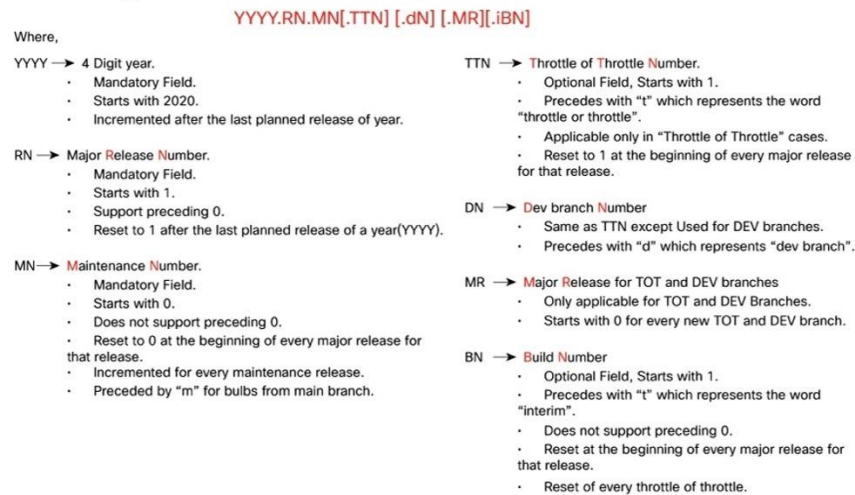 YYYY.RN.MN[.TTN] [.dN] [.MR][.iBN]
Where,
YYYY → 4 Digit year.
· Mandatory Field.
· Starts with 2020.
· Incremented after the last planned release of year.
RN → Major Release Number.
· Mandatory Field.
· Starts with 1.
· Support preceding 0.
· Reset to 1 after the last planned release of a year(YYYY).
MN → Maintenance Number.
· Mandatory Field.
· Starts with 0.
· Does not support preceding 0.
· Reset to 0 at the beginning of every major release for
that release.
· Incremented for every maintenance release.
· Preceded by “m” for bulbs from main branch.
TTN → Throttle of Throttle Number.
· Optional Field, Starts with 1.
· Precedes with “t” which represents the word
“throttle or throttle”.
· Applicable only in “Throttle of Throttle” cases.
· Reset to 1 at the beginning of every major release
for that release.
DN → Dev branch Number
· Same as TTN except Used for DEV branches.
· Precedes with “d” which represents “dev branch”.
MR → Major Release for TOT and DEV branches
· Only applicable for TOT and DEV Branches.
· Starts with 0 for every new TOT and DEV branch.
BN → Build Number
· Optional Field, Starts with 1.
· Precedes with “t” which represents the word
“interim”.
· Does not support preceding 0.
· Reset at the beginning of every major release for
that release.
· Reset of every throttle of throttle.